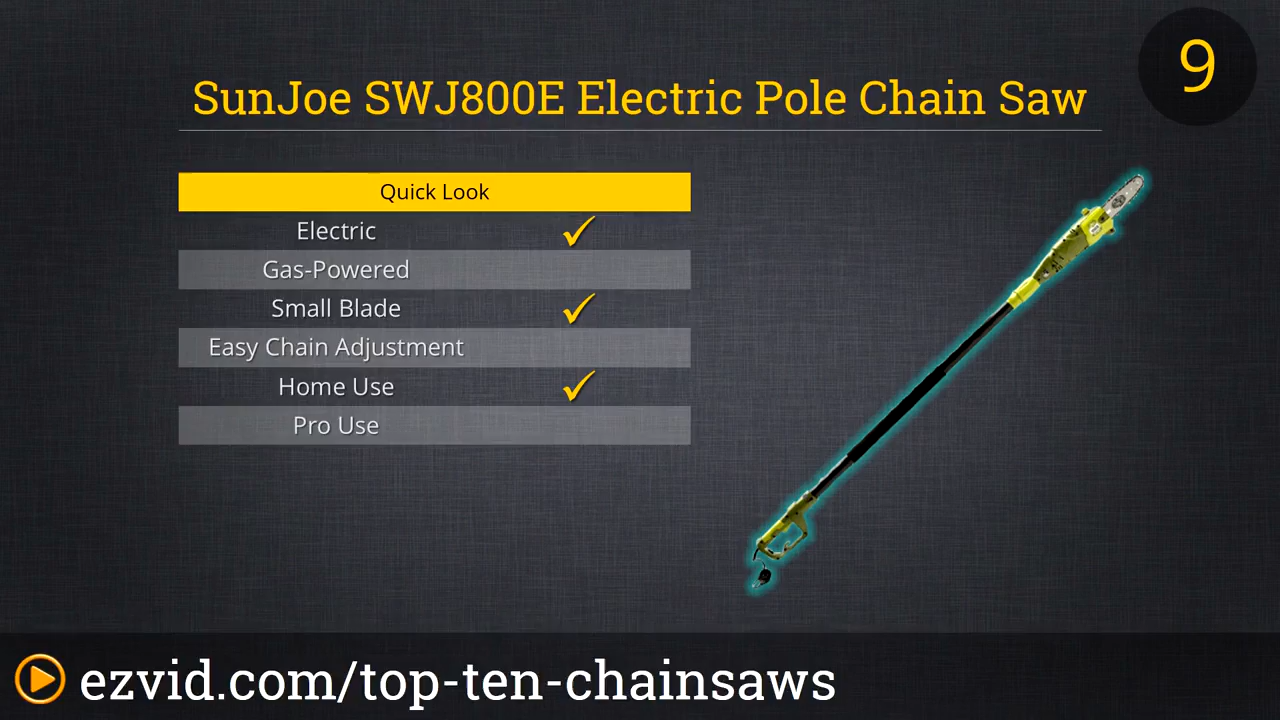 9
SunJoe SWJ800E Electric Pole Chain Saw
Quick Look
Electric
Gas-Powered
Small Blade
Easy Chain Adjustment
Home Use
Pro Use
ezvid.com/top-ten-chainsaws